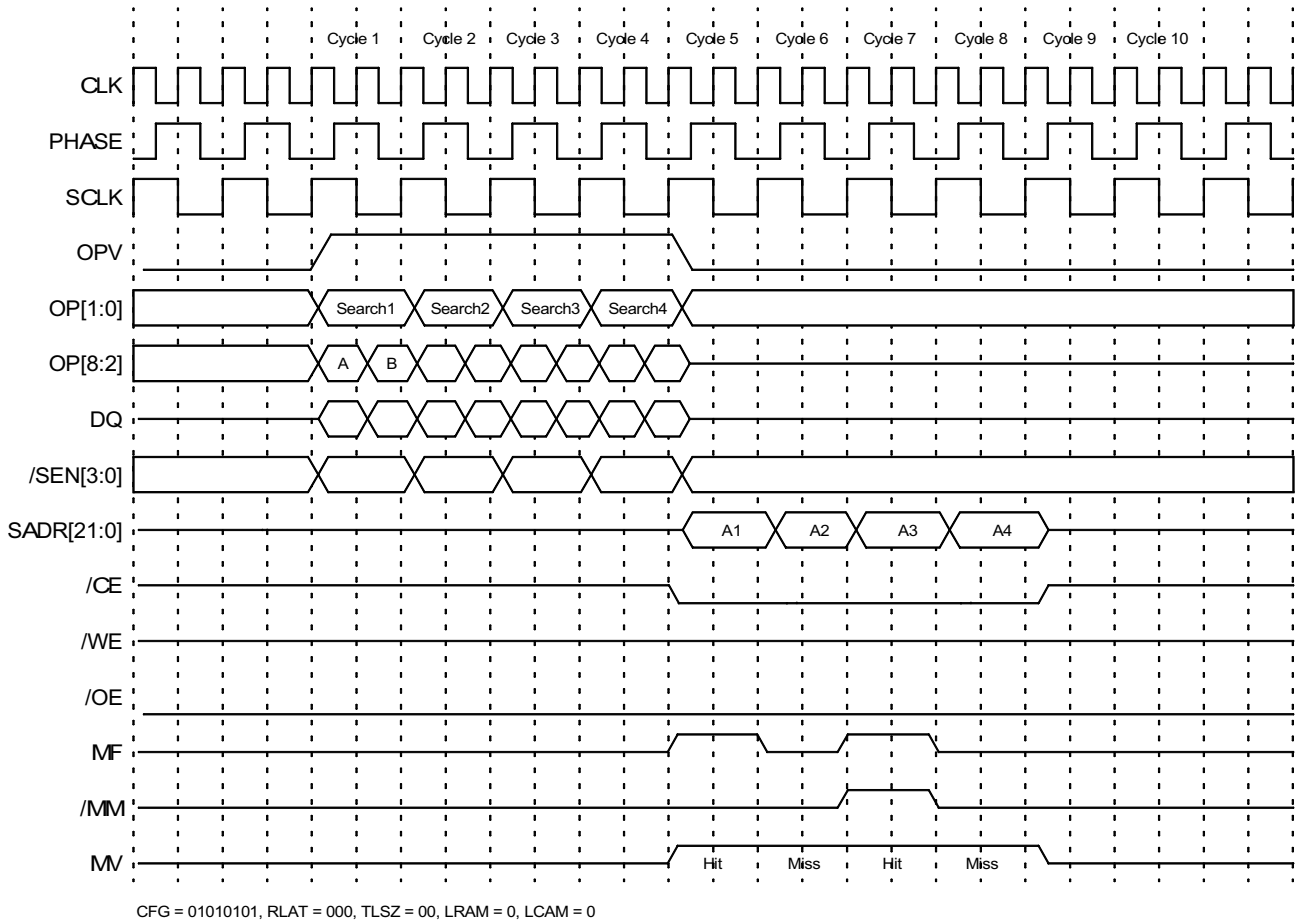 Cycle 1 Cycle 2 Cycle 3 Cycle 4 Cycle 5 Cycle 6 Cycle 7 Cycle 8 Cycle 9 Cycle 10
CLK
PHASE
SCLK
OPV
OP[1:0] Search1 Search2 Search3 Search4
OP[8:2] A B
DQ
/SEN[3:0]
SADR[21:0] A1 A2 A3 A4
/CE
/WE
/OE
MF
/MM
MV Hit Miss Hit Miss
CFG = 01010101, RLAT = 000, TLSZ = 00, LRAM = 0, LCAM = 0